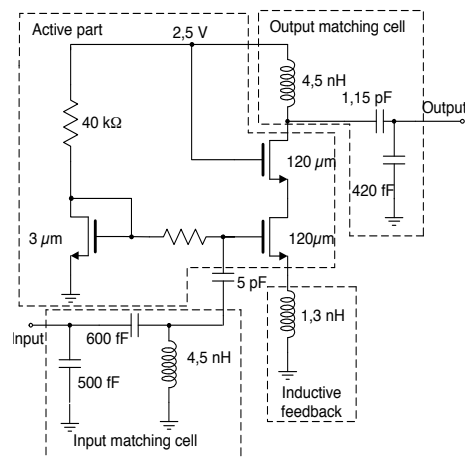 Active part
2,5 V
Output matching cell
4,5 nH
1,15 pF
Output
40 kΩ
120 µm
420 fF
3 µm
120µm
5 pF
1,3 nH
Input
600 fF
4,5 nH
500 fF
Inductive
feedback
Input matching cell